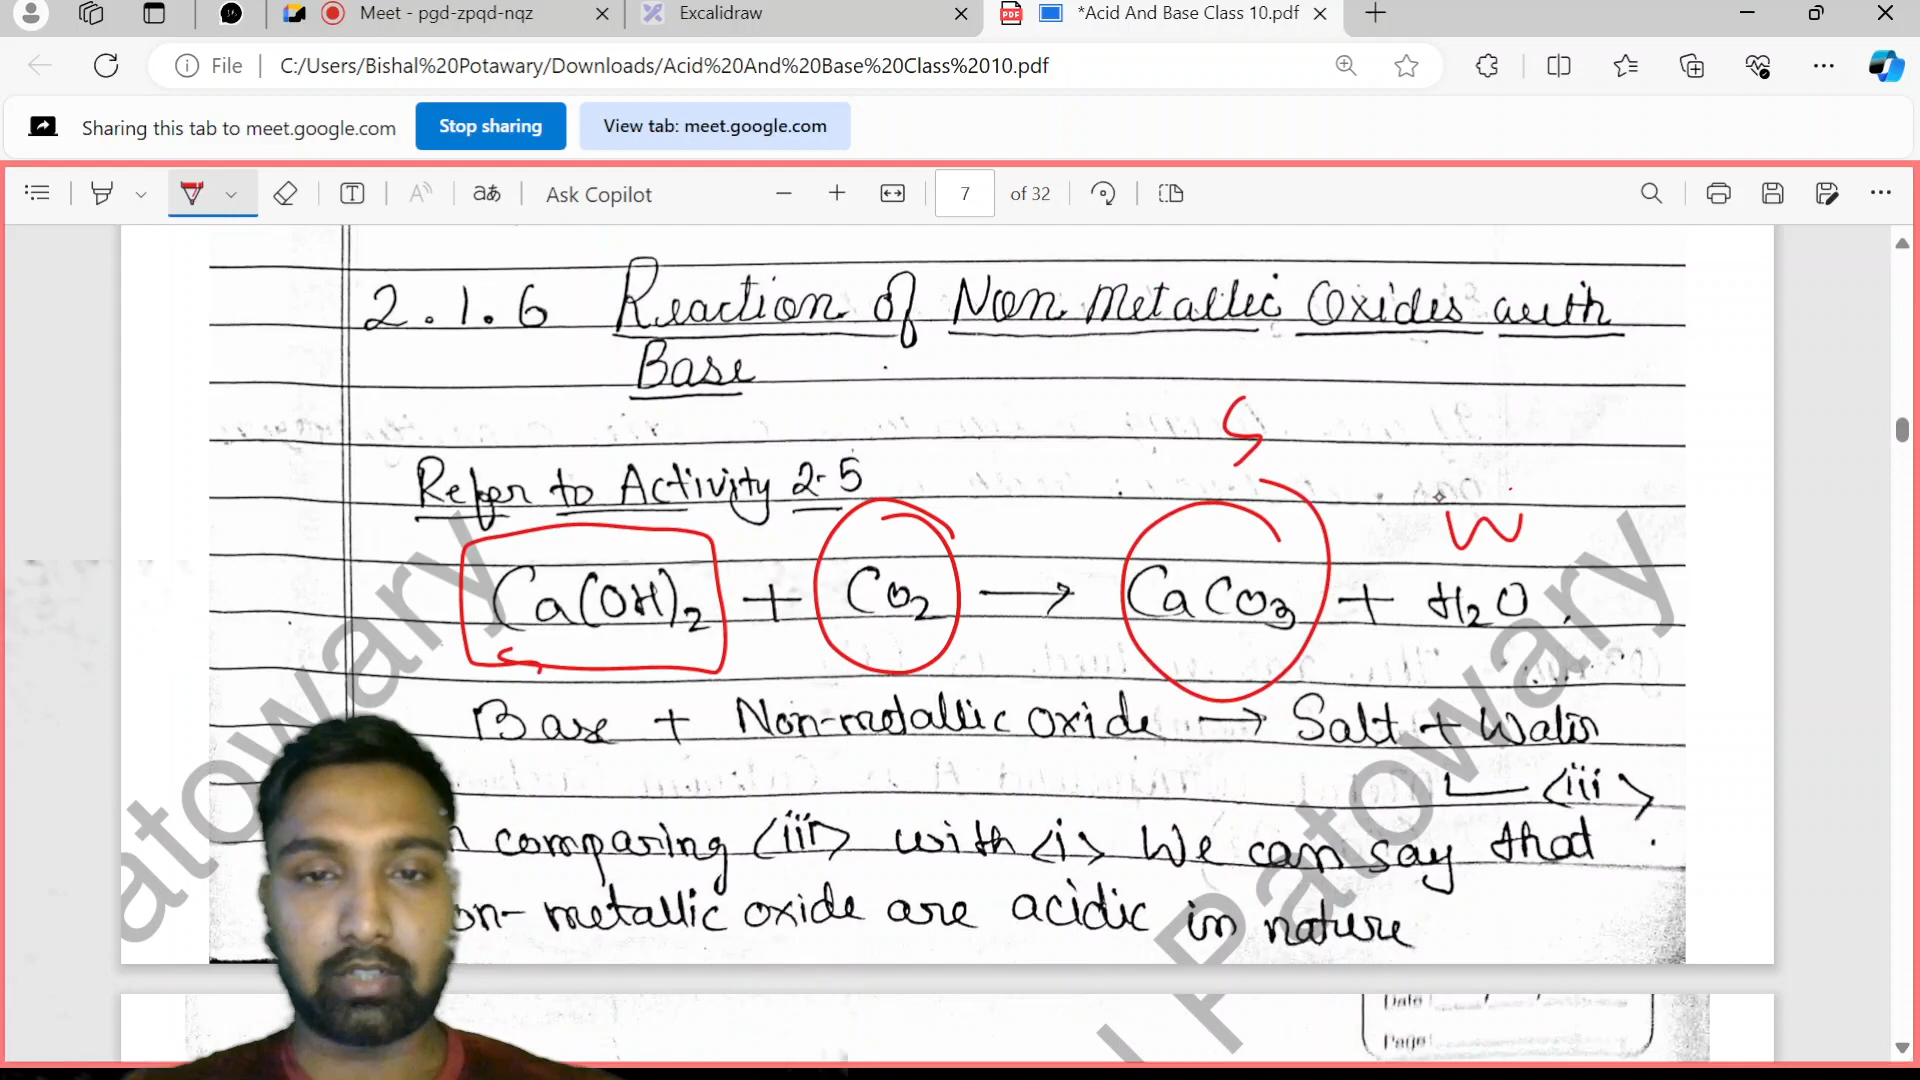 Meet - pgd-zpqd-nqz
Excalidraw
*Acid And Base Class 10.pdf
File
C:/Users/Bishal%20Potawary/Downloads/Acid%20And%20Base%20Class%2010.pdf
Sharing this tab to meet.google.com
Stop sharing
View tab: meet.google.com
Ask Copilot
7 of 32
2.1.6 Reaction of Non Metallic Oxides with
Base
S
Refer to Activity 2.5
W
Ca(OH)2 + CO2 → CaCO3 + H2O
Base + Non-metallic oxide → Salt + Water
<iii>
comparing <iii> with <i> We can say that
on- metallic oxide are acidic in nature
Patowary
Date
Page